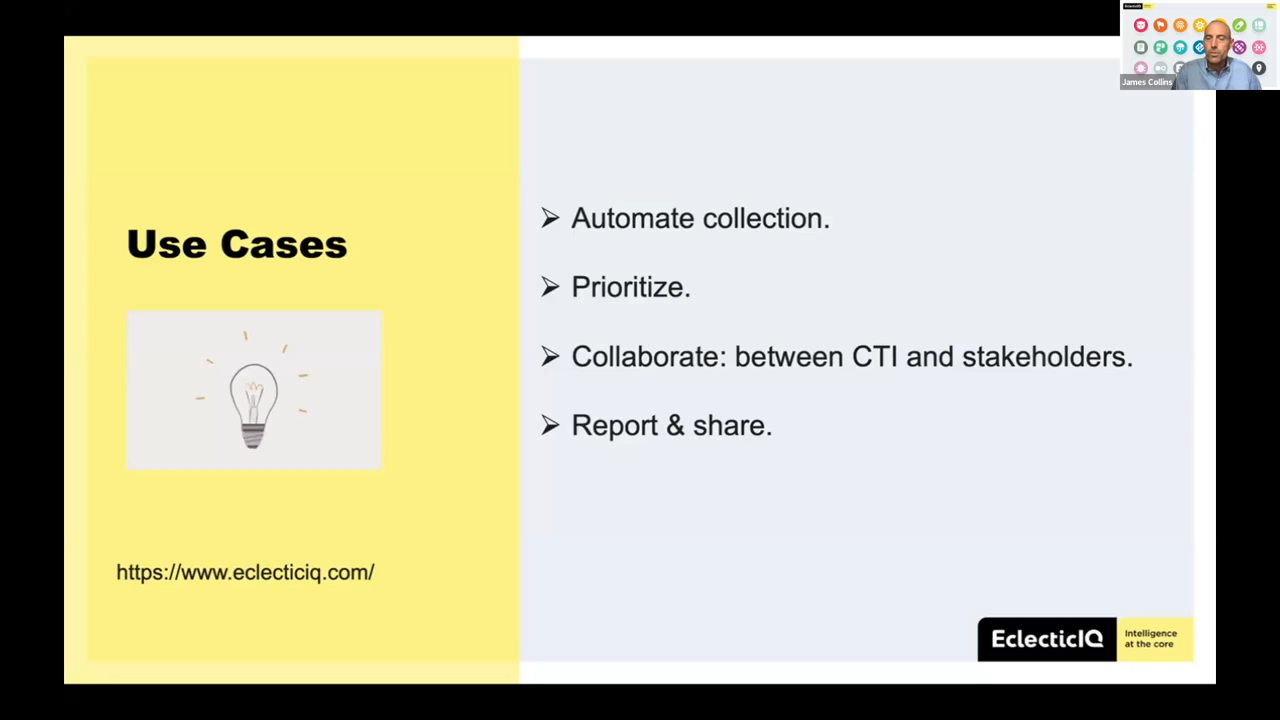 EclecticIQ
James Collins
Use Cases
https://www.eclecticiq.com/
➢ Automate collection.
➢ Prioritize.
➢ Collaborate: between CTI and stakeholders.
➢ Report & share.
EclecticIQ
Intelligence
at the core